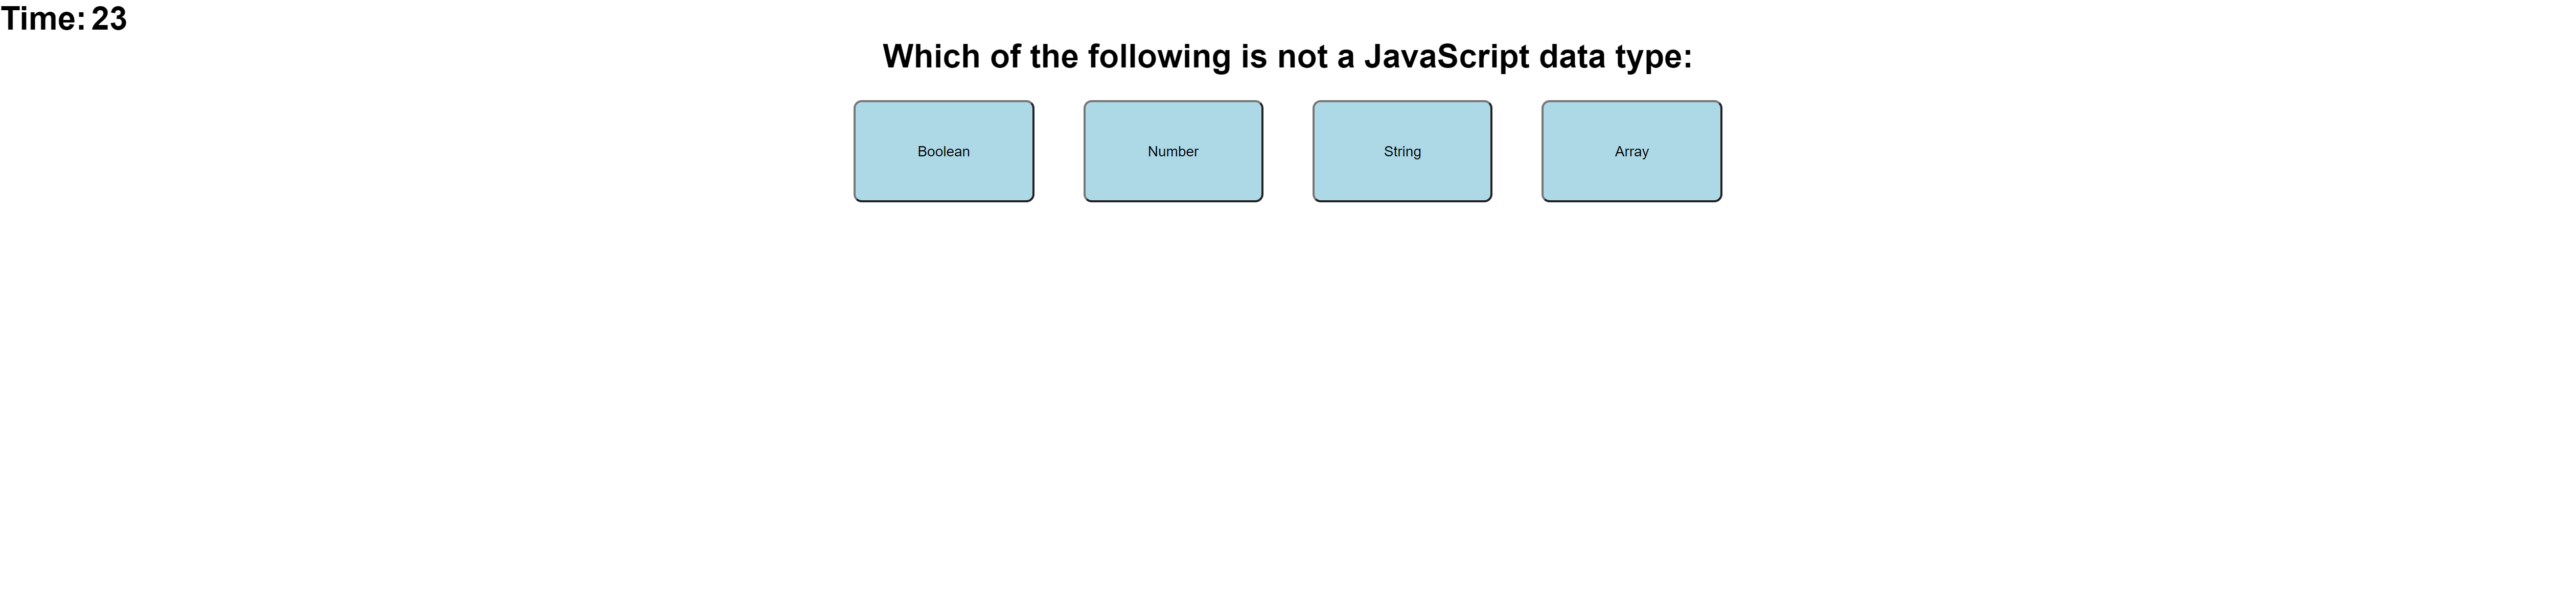 Time: 23
Which of the following is not a JavaScript data type:
Boolean
Number
String
Array